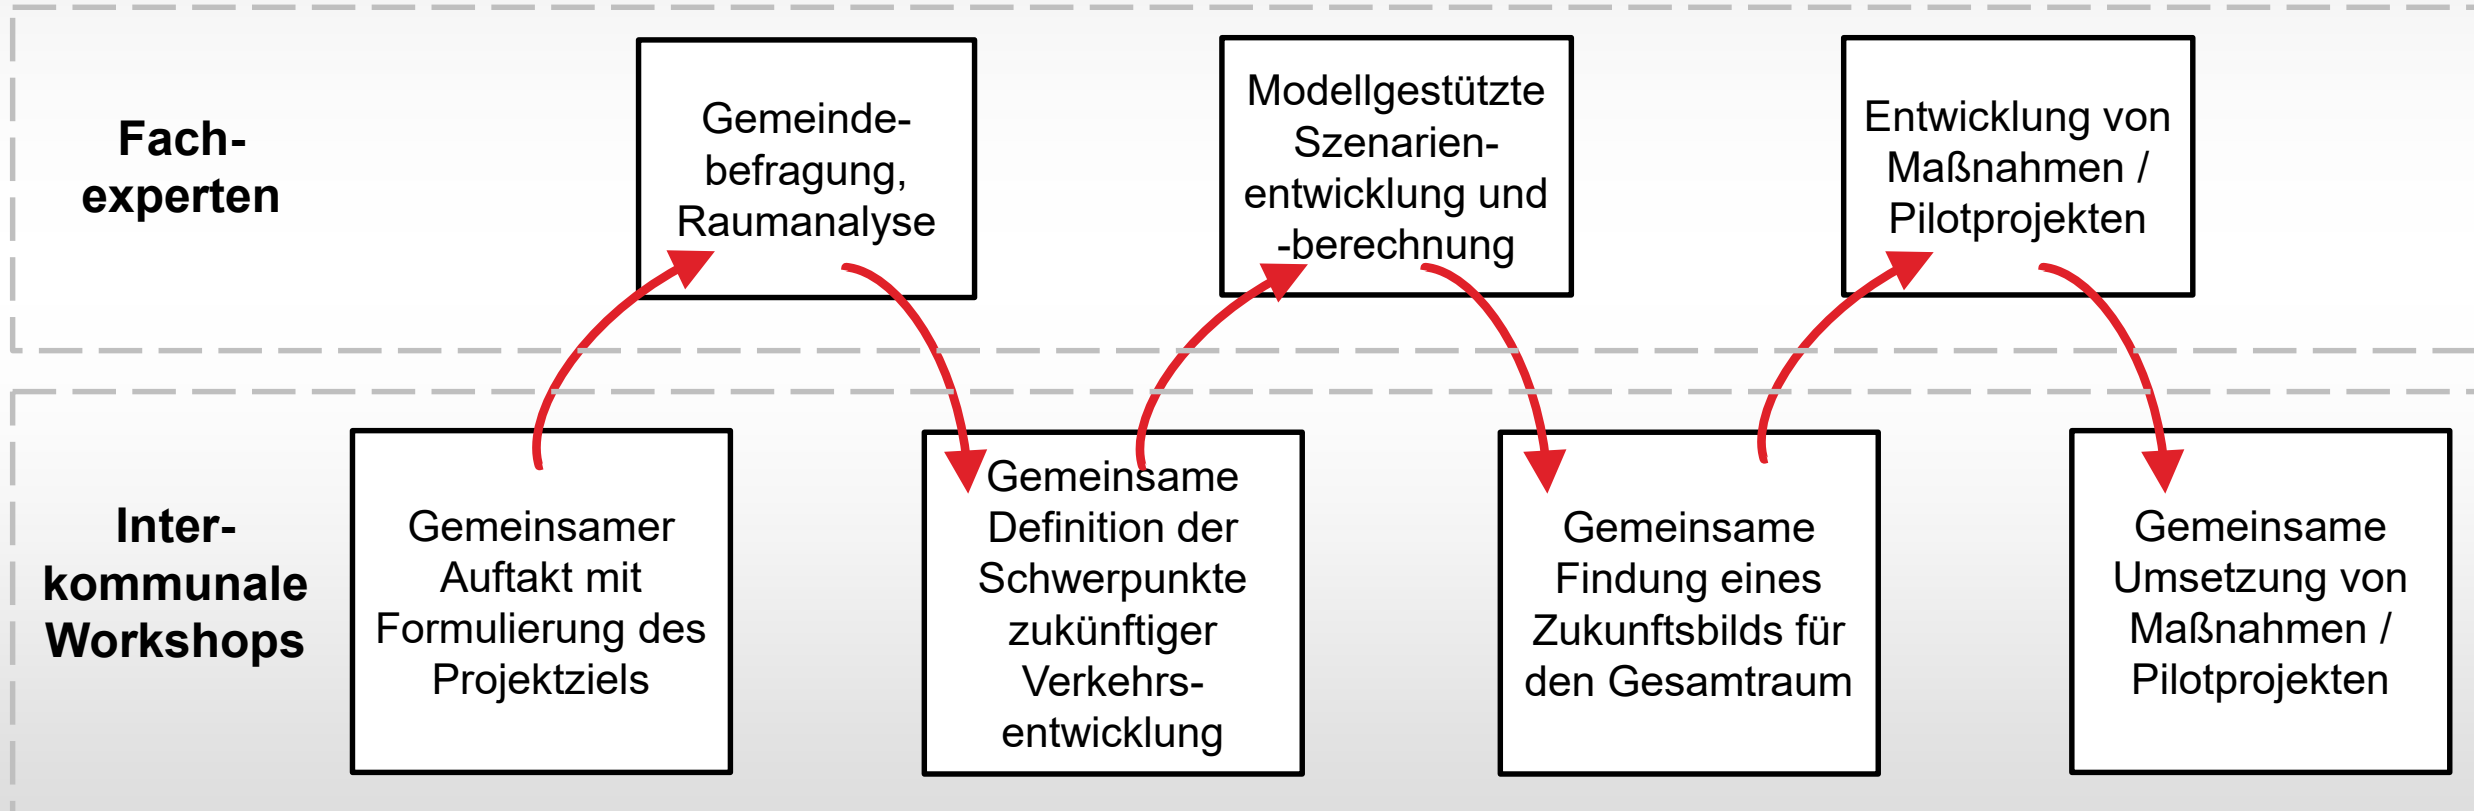 Fach-
experten
Gemeinde-
befragung,
Raumanalyse
Modellgestützte
Szenarien-
entwicklung und
-berechnung
Entwicklung von
Maßnahmen /
Pilotprojekten
Inter-
kommunale
Workshops
Gemeinsamer
Auftakt mit
Formulierung des
Projektziels
Gemeinsame
Definition der
Schwerpunkte
zukünftiger
Verkehrs-
entwicklung
Gemeinsame
Findung eines
Zukunftsbilds für
den Gesamtraum
Gemeinsame
Umsetzung von
Maßnahmen /
Pilotprojekten